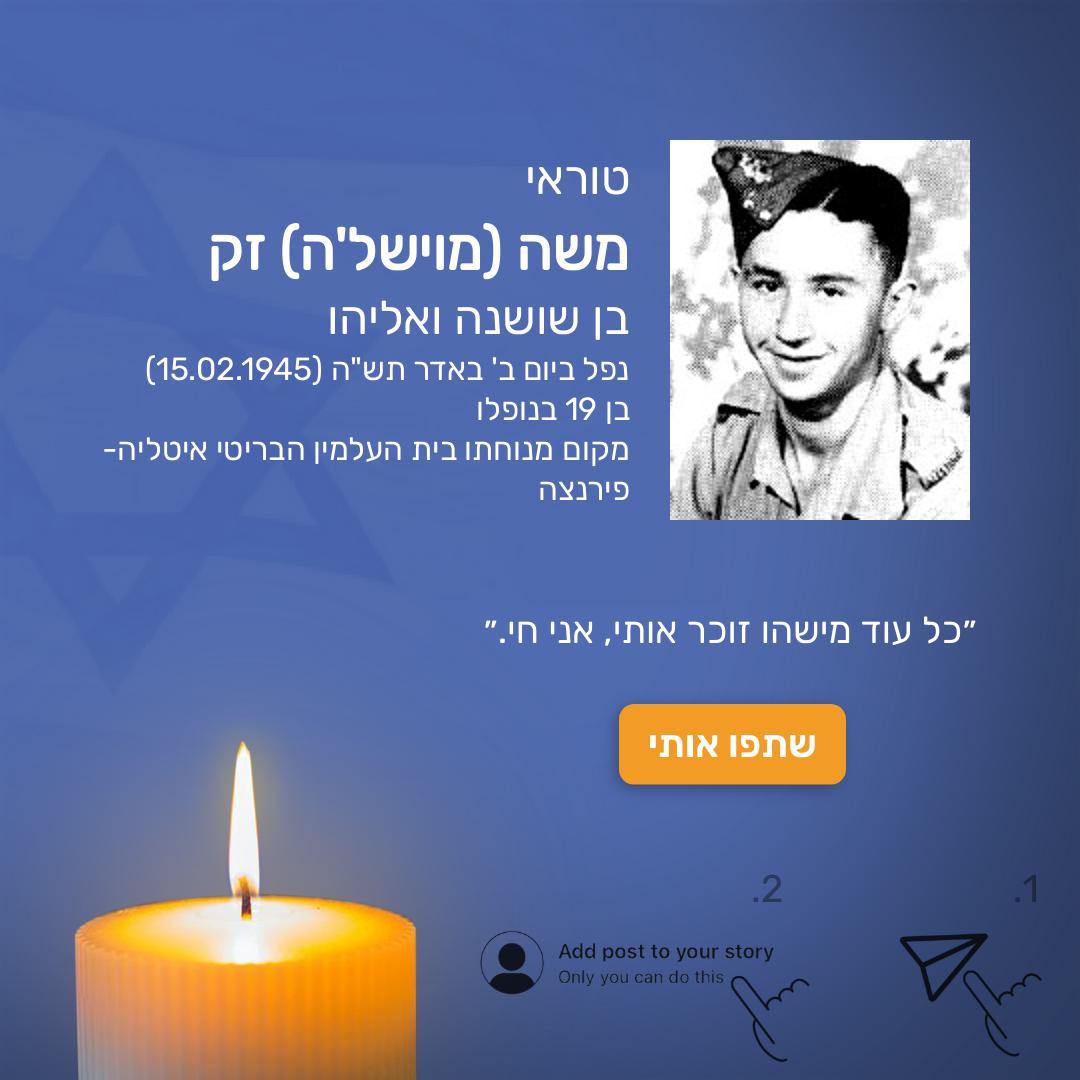 טוראי
משה (מוישל'ה) זק
בן שושנה ואליהו
נפל ביום ב' באדר תש"ה (15.02.1945)
בן 19 בנופלו
מקום מנוחתו בית העלמין הבריטי איטליה-
פירנצה
״כל עוד מישהו זוכר אותי, אני חי.״
שתפו אותי
1.
2.
Add post to your story
Only you can do this